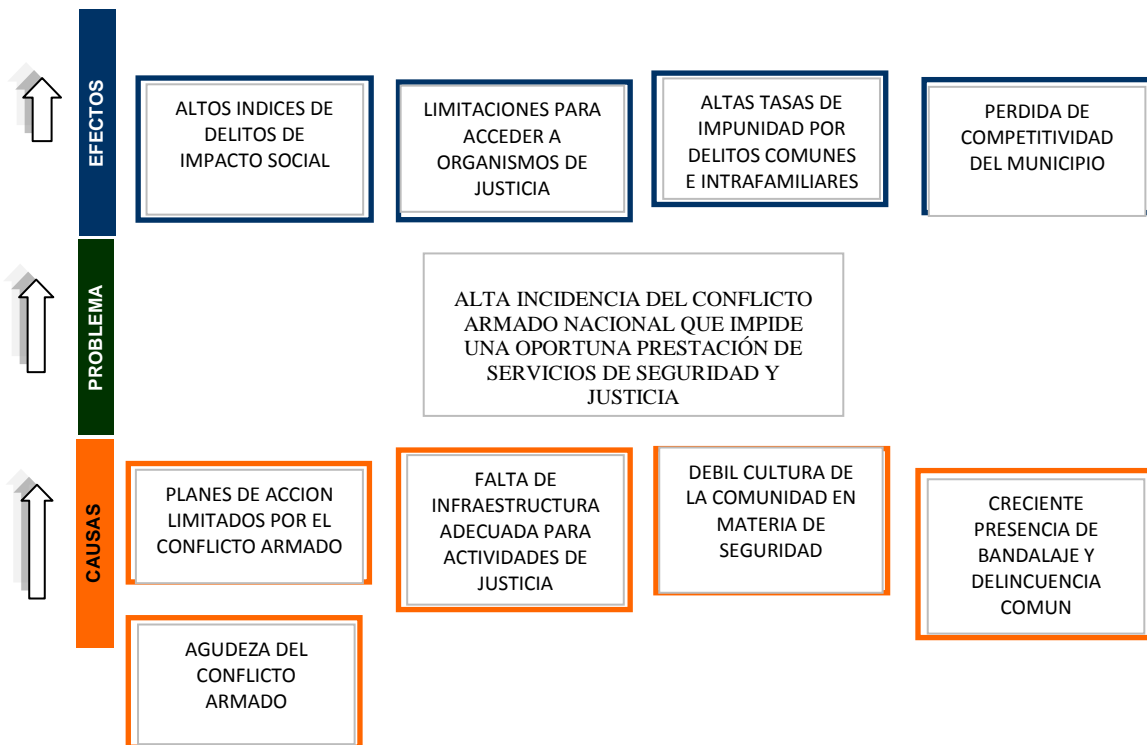 EFECTOS
ALTOS INDICES DE
DELITOS DE
IMPACTO SOCIAL
LIMITACIONES PARA
ACCEDER A
ORGANISMOS DE
JUSTICIA
ALTAS TASAS DE
IMPUNIDAD POR
DELITOS COMUNES
E INTRAFAMILIARES
PERDIDA DE
COMPETITIVIDAD
DEL MUNICIPIO
PROBLEMA
ALTA INCIDENCIA DEL CONFLICTO
ARMADO NACIONAL QUE IMPIDE
UNA OPORTUNA PRESTACIÓN DE
SERVICIOS DE SEGURIDAD Y
JUSTICIA
CAUSAS
PLANES DE ACCION
LIMITADOS POR EL
CONFLICTO ARMADO
FALTA DE
INFRAESTRUCTURA
ADECUADA PARA
ACTIVIDADES DE
JUSTICIA
DEBIL CULTURA DE
LA COMUNIDAD EN
MATERIA DE
SEGURIDAD
CRECIENTE
PRESENCIA DE
BANDALAJE Y
DELINCUENCIA
COMUN
AGUDEZA DEL
CONFLICTO
ARMADO